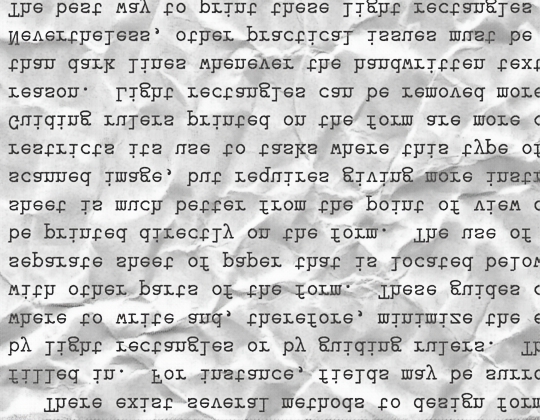 There exist several methods to design form
filled in. For instance, fields may be surro
by light rectangles or by guiding rulers. Th
where to write and, therefore, minimize the e
with other parts of the form. These guides c
separate sheet of paper that is located below
be printed directly on the form. The use of
sheet is much better from the point of view o
scanned image, but requires giving more instr
restricts its use to tasks where this type of
Guiding rulers printed on the form are more c
reason. Light rectangles can be removed more
than dark lines whenever the handwritten text
Nevertheless, other practical issues must be
The best way to print these light rectangles